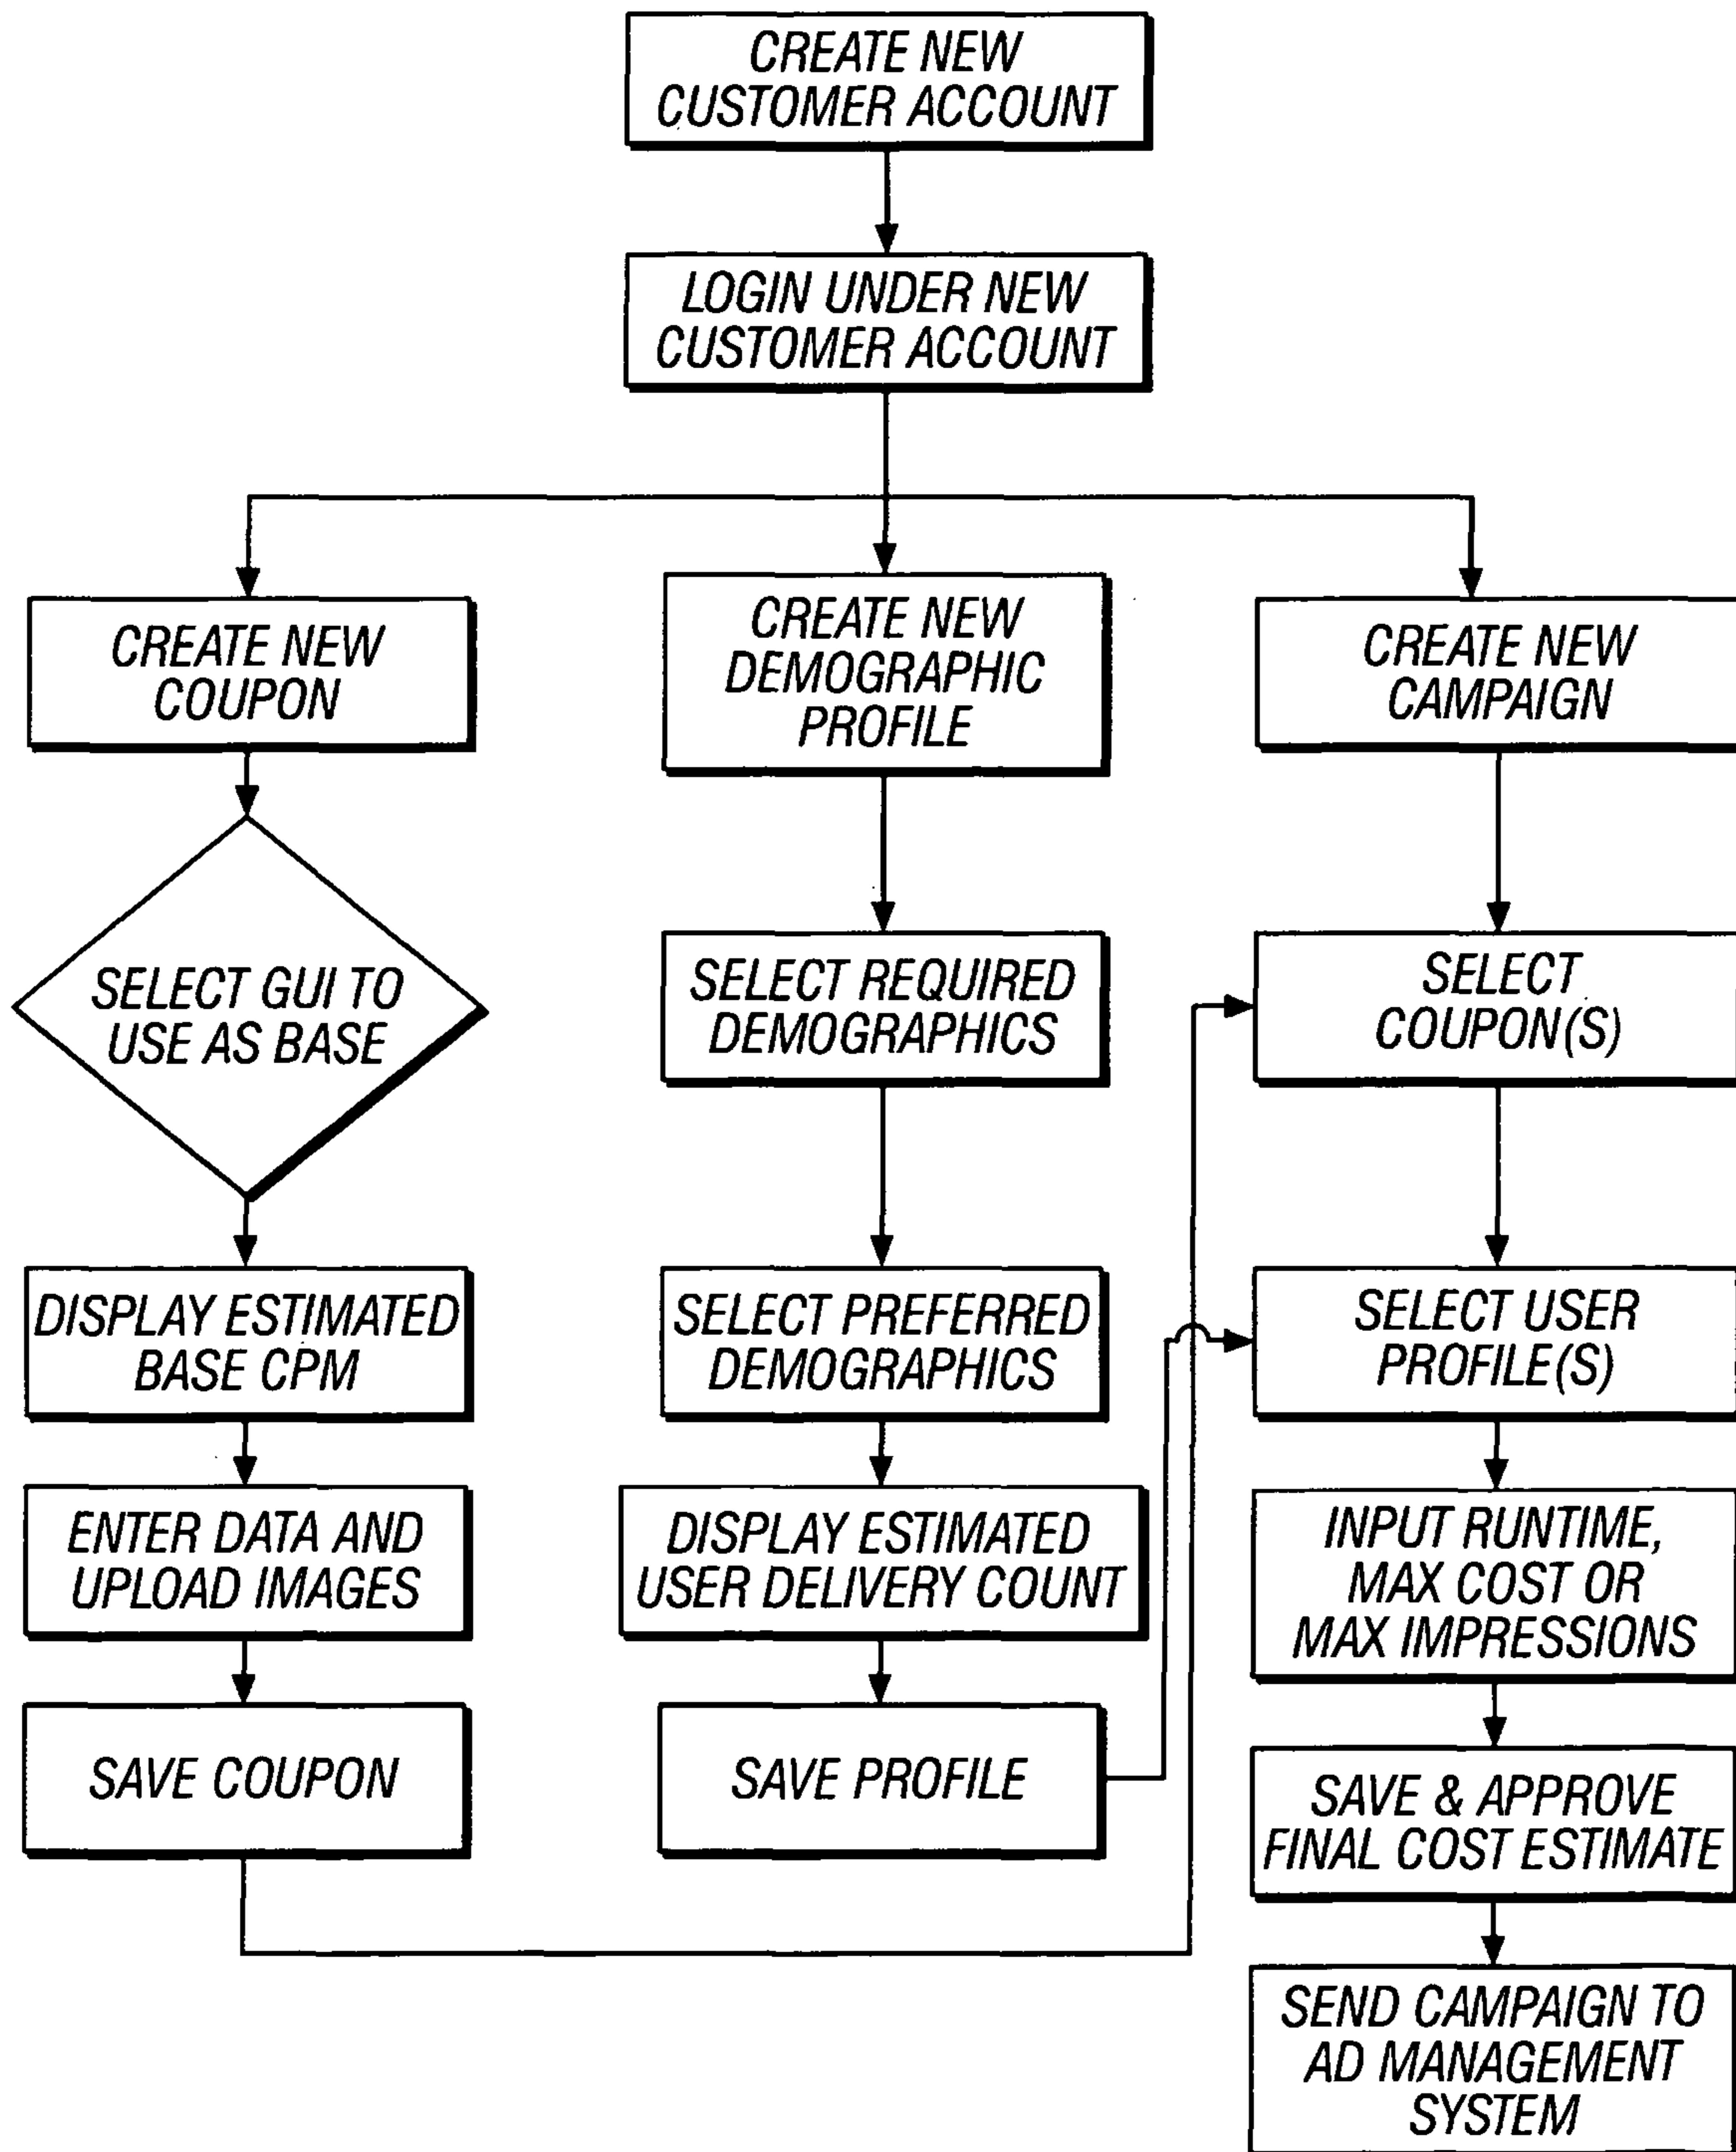 CREATE NEW
CUSTOMER ACCOUNT
LOGIN UNDER NEW
CUSTOMER ACCOUNT
CREATE NEW
COUPON
SELECT GUI TO
USE AS BASE
DISPLAY ESTIMATED
BASE CPM
ENTER DATA AND
UPLOAD IMAGES
SAVE COUPON
CREATE NEW
DEMOGRAPHIC
PROFILE
SELECT REQUIRED
DEMOGRAPHICS
SELECT PREFERRED
DEMOGRAPHICS
DISPLAY ESTIMATED
USER DELIVERY COUNT
SAVE PROFILE
CREATE NEW
CAMPAIGN
SELECT
COUPON(S)
SELECT USER
PROFILE(S)
INPUT RUNTIME,
MAX COST OR
MAX IMPRESSIONS
SAVE & APPROVE
FINAL COST ESTIMATE
SEND CAMPAIGN TO
AD MANAGEMENT
SYSTEM